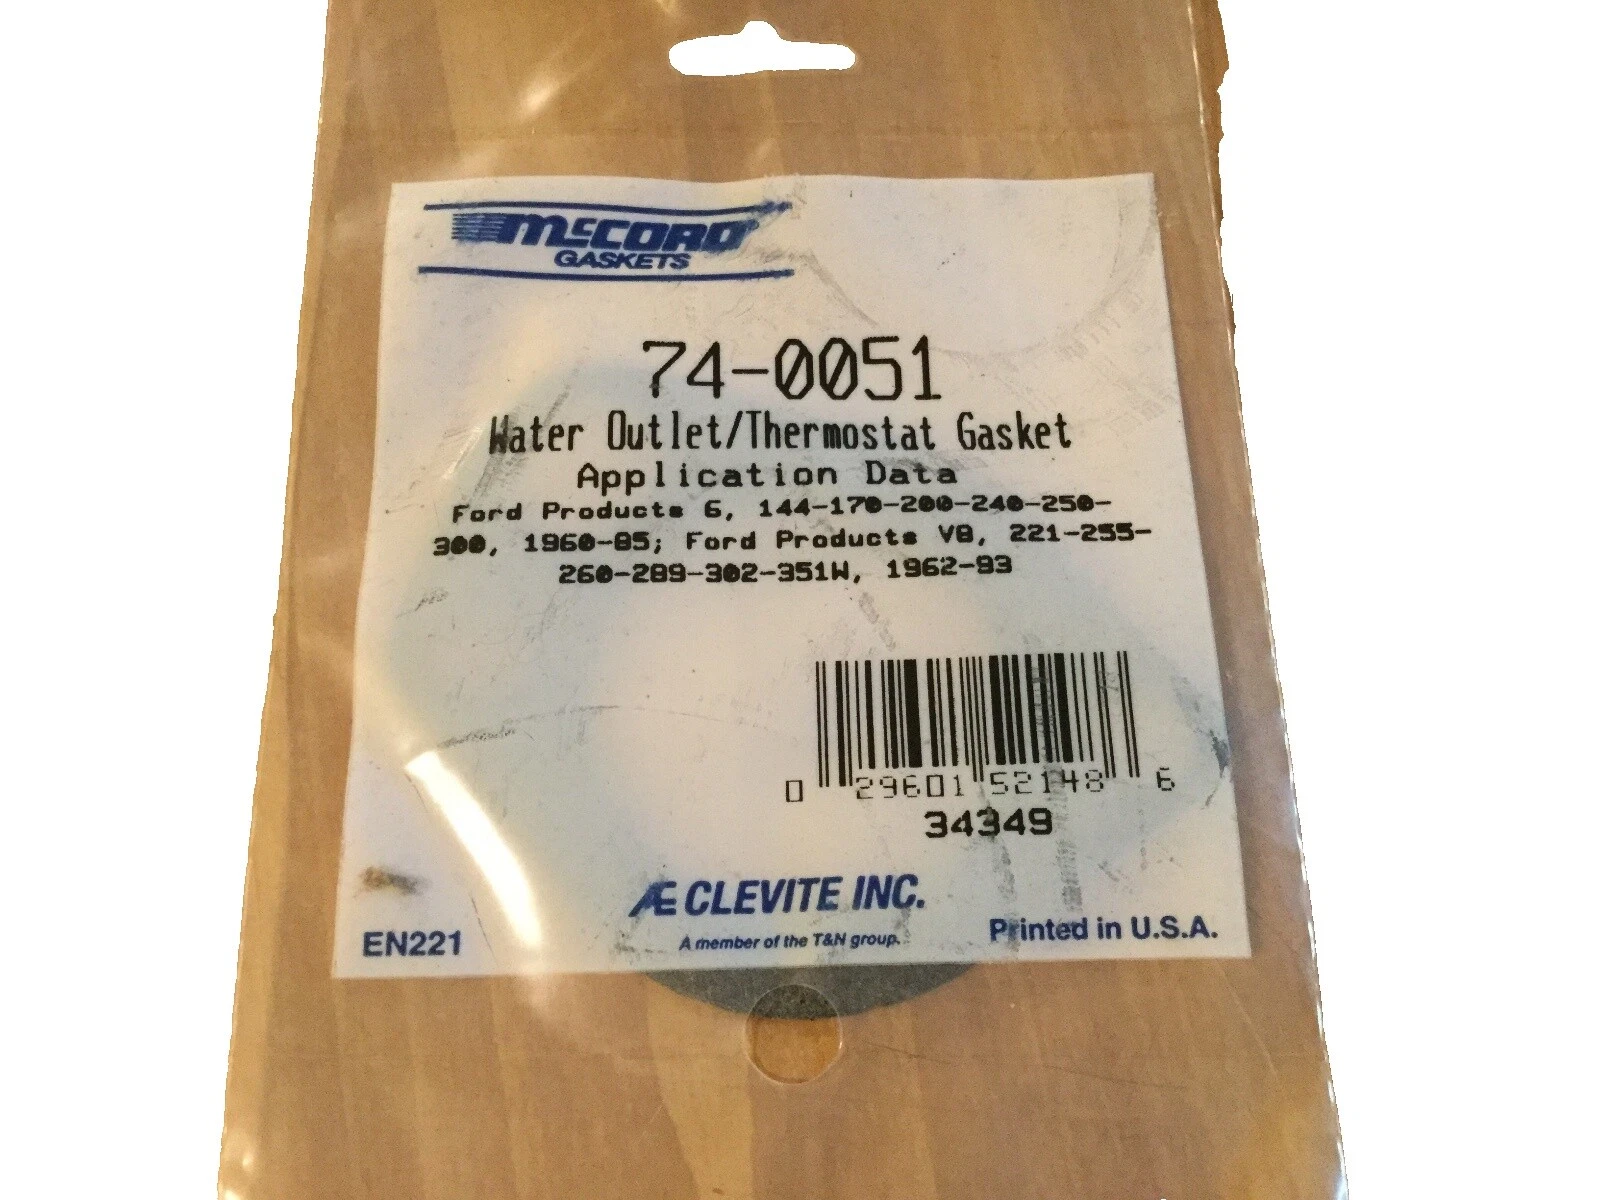 McCORD®
GASKETS
74-0051
Water Outlet/Thermostat Gasket
Application Data
Ford Products 6, 144-170-200-240-250-
300, 1960-85; Ford Products V8, 221-255-
260-289-302-351W, 1962-93
0 29601 52148 6
34349
Æ CLEVITE INC.
A member of the T&N group.
EN221
Printed in U.S.A.